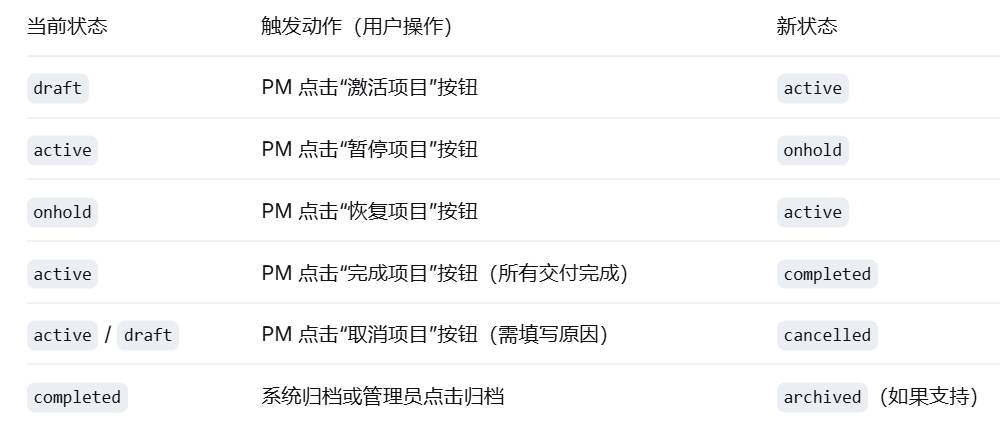 当前状态 触发动作（用户操作） 新状态
draft PM 点击“激活项目”按钮 active
active PM 点击“暂停项目”按钮 onhold
onhold PM 点击“恢复项目”按钮 active
active PM 点击“完成项目”按钮（所有交付完成） completed
active / draft PM 点击“取消项目”按钮（需填写原因） cancelled
completed 系统归档或管理员点击归档 archived （如果支持）